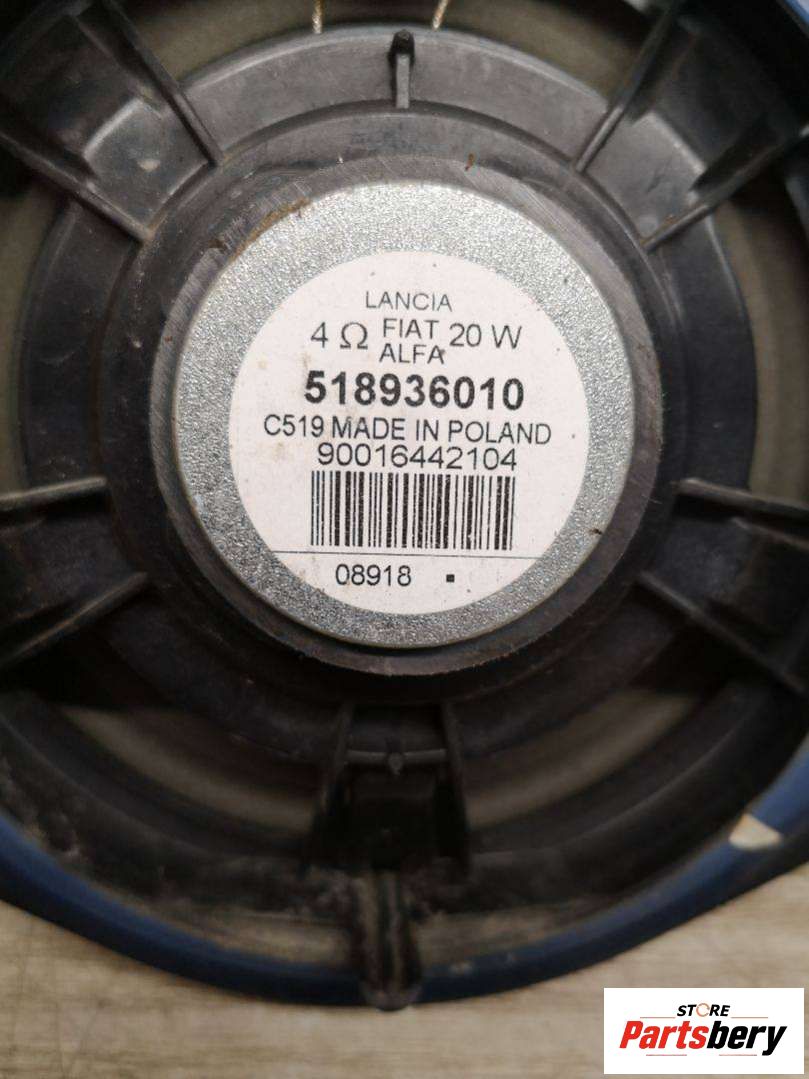 LANCIA
4 Ω FIAT 20 W
ALFA
518936010
C519 MADE IN POLAND
90016442104
08918
STORE
Partsbery